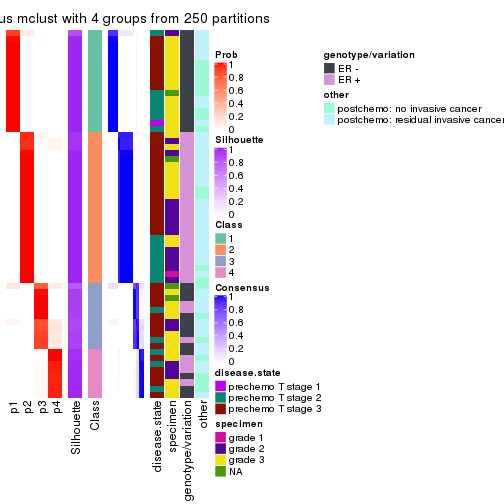 us mclust with 4 groups from 250 partitions
Prob
1
0.8
0.6
0.4
0.2
0
Silhouette
1
0.8
0.6
0.4
0.2
0
Class
1
2
3
4
Consensus
1
0.8
0.6
0.4
0.2
0
disease.state
prechemo T stage 1
prechemo T stage 2
prechemo T stage 3
specimen
grade 1
grade 2
grade 3
NA
genotype/variation
ER -
ER +
other
postchemo: no invasive cancer
postchemo: residual invasive cancer
p1
p2
p3
p4
Silhouette
Class
disease.state
specimen
genotype/variation
other